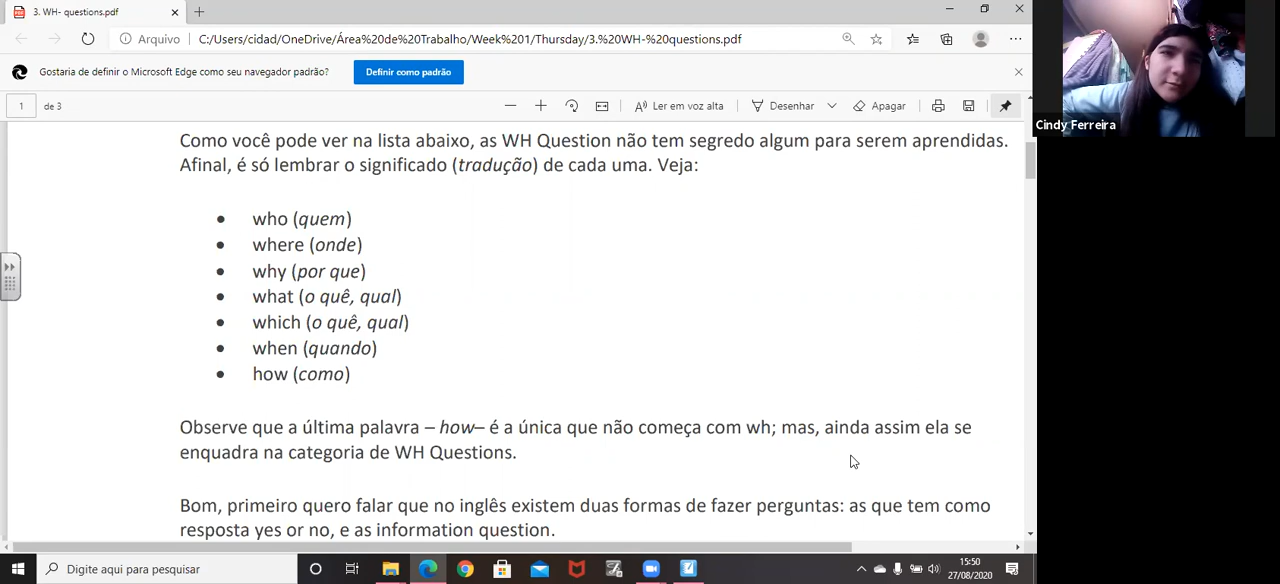 3. WH- questions.pdf
Arquivo
C:/Users/cidad/OneDrive/Área%20de%20Trabalho/Week%201/Thursday/3.%20WH-%20questions.pdf
Gostaria de definir o Microsoft Edge como seu navegador padrão?
Definir como padrão
Cindy Ferreira
1 de 3
Ler em voz alta
Desenhar
Apagar
Como você pode ver na lista abaixo, as WH Question não tem segredo algum para serem aprendidas.
Afinal, é só lembrar o significado (tradução) de cada uma. Veja:
• who (quem)
• where (onde)
• why (por que)
• what (o quê, qual)
• which (o quê, qual)
• when (quando)
• how (como)
Observe que a última palavra – how– é a única que não começa com wh; mas, ainda assim ela se
enquadra na categoria de WH Questions.
Bom, primeiro quero falar que no inglês existem duas formas de fazer perguntas: as que tem como
resposta yes or no, e as information question.
Digite aqui para pesquisar
15:50
27/08/2020